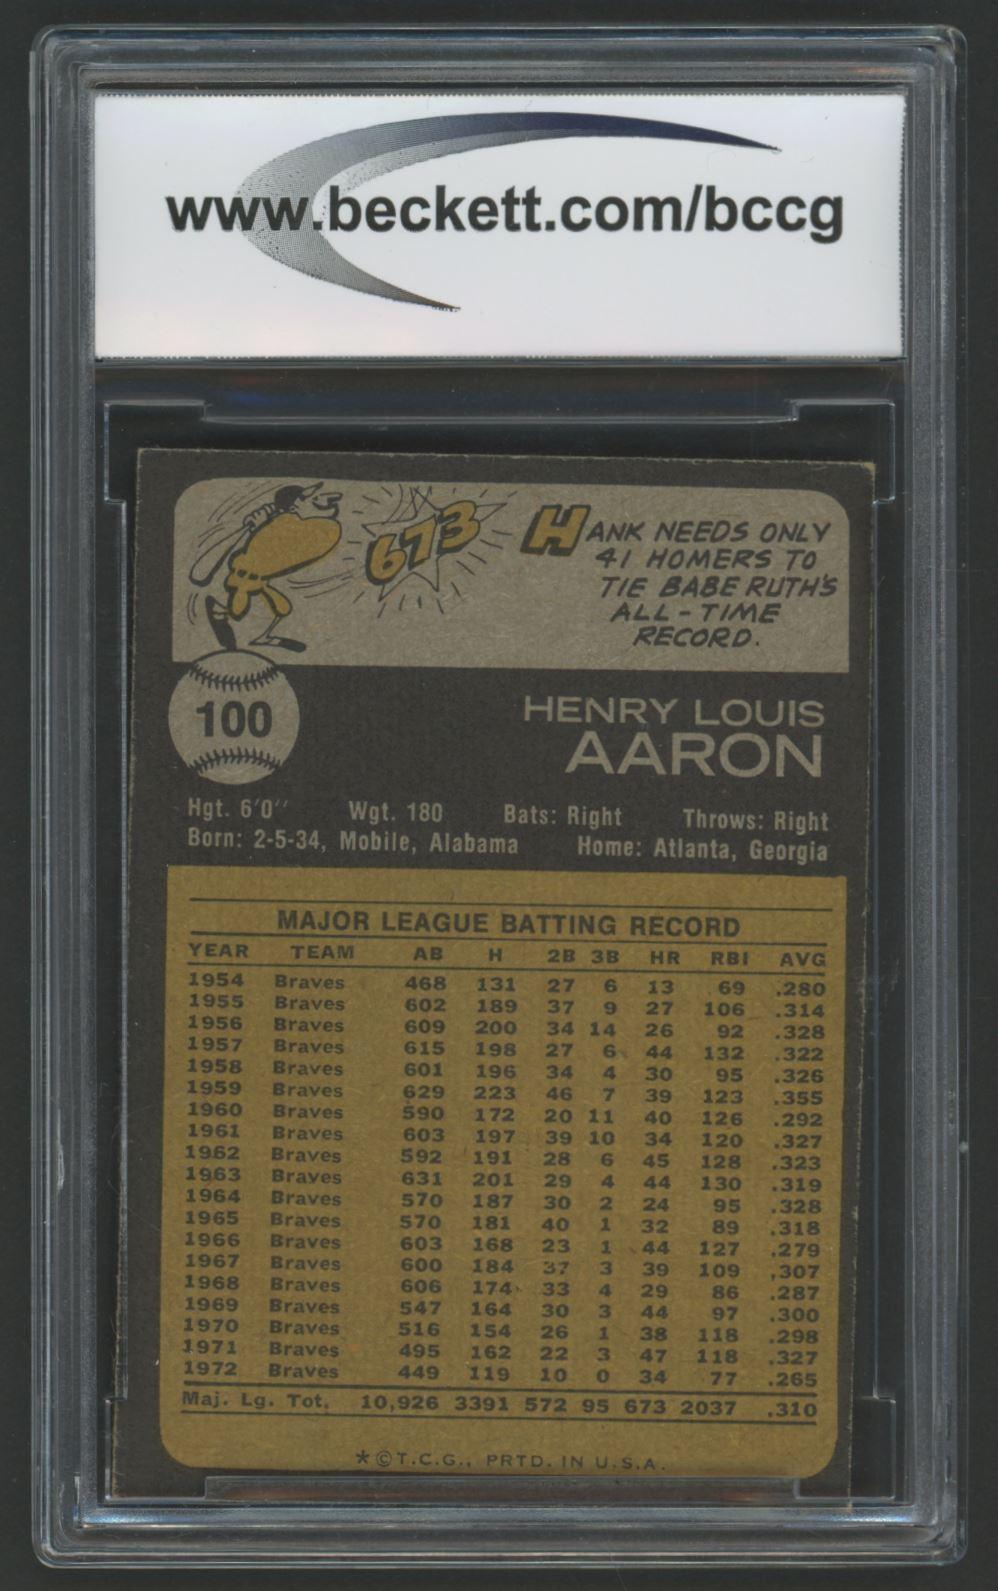 www.beckett.com/bccg
673
HANK NEEDS ONLY
41 HOMERS TO
TIE BABE RUTH'S
ALL-TIME
RECORD.
100
HENRY LOUIS
AARON
Hgt. 6'0'' Wgt. 180 Bats: Right Throws: Right
Born: 2-5-34, Mobile, Alabama Home: Atlanta, Georgia
MAJOR LEAGUE BATTING RECORD
YEAR TEAM AB H 2B 3B HR RBI AVG
1954 Braves 468 131 27 6 13 69 .280
1955 Braves 602 189 37 9 27 106 .314
1956 Braves 609 200 34 14 26 92 .328
1957 Braves 615 198 27 6 44 132 .322
1958 Braves 601 196 34 4 30 95 .326
1959 Braves 629 223 46 7 39 123 .355
1960 Braves 590 172 20 11 40 126 .292
1961 Braves 603 197 39 10 34 120 .327
1962 Braves 592 191 28 6 45 128 .323
1963 Braves 631 201 29 4 44 130 .319
1964 Braves 570 187 30 2 24 95 .328
1965 Braves 570 181 40 1 32 89 .318
1966 Braves 603 168 23 1 44 127 .279
1967 Braves 600 184 37 3 39 109 ,307
1968 Braves 606 174 33 4 29 86 .287
1969 Braves 547 164 30 3 44 97 .300
1970 Braves 516 154 26 1 38 118 .298
1971 Braves 495 162 22 3 47 118 .327
1972 Braves 449 119 10 0 34 77 .265
Maj. Lg. Tot. 10,926 3391 572 95 673 2037 .310
*©T.C.G., PRTD. IN U.S.A.